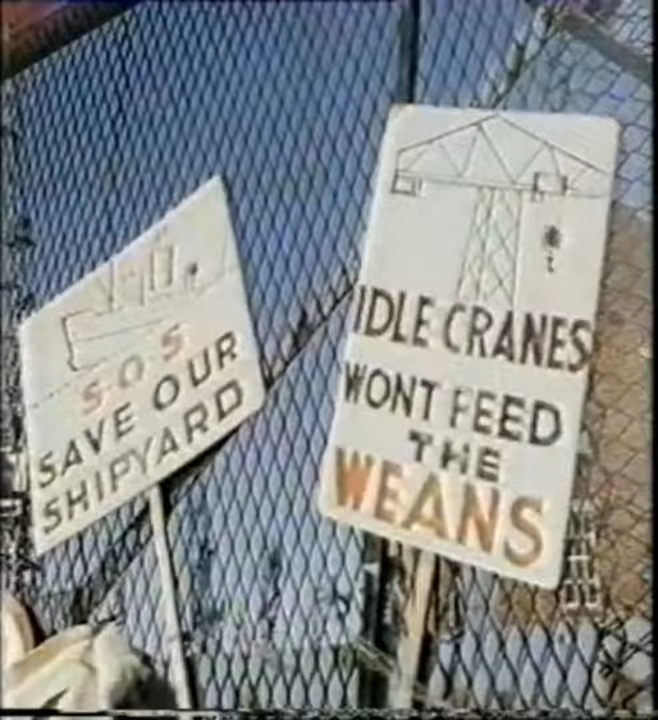 S.O.S
SAVE OUR
SHIPYARD
IDLE CRANES
WONT FEED
THE
WEANS